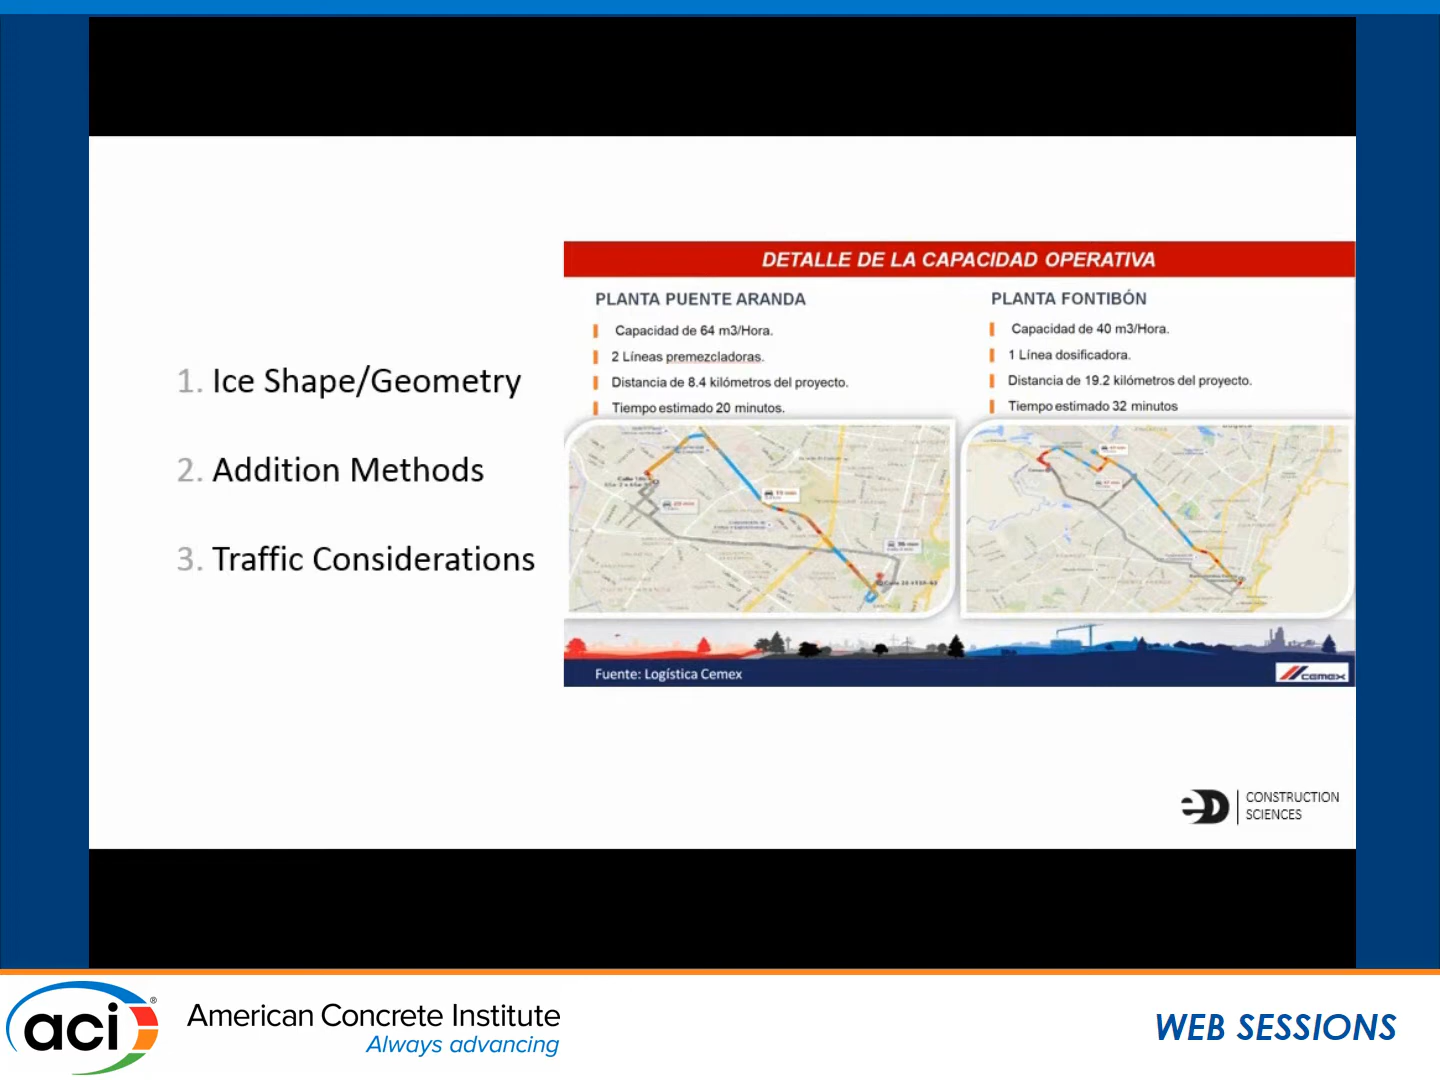 1. Ice Shape/Geometry
2. Addition Methods
3. Traffic Considerations
DETALLE DE LA CAPACIDAD OPERATIVA
PLANTA PUENTE ARANDA
Capacidad de 64 m3/Hora.
2 Líneas premezcladoras.
Distancia de 8.4 kilómetros del proyecto.
Tiempo estimado 20 minutos.
PLANTA FONTIBÓN
Capacidad de 40 m3/Hora.
1 Línea dosificadora.
Distancia de 19.2 kilómetros del proyecto.
Tiempo estimado 32 minutos
Fuente: Logística Cemex
CEMEX
eD
CONSTRUCTION
SCIENCES
aci®
American Concrete Institute
Always advancing
WEB SESSIONS